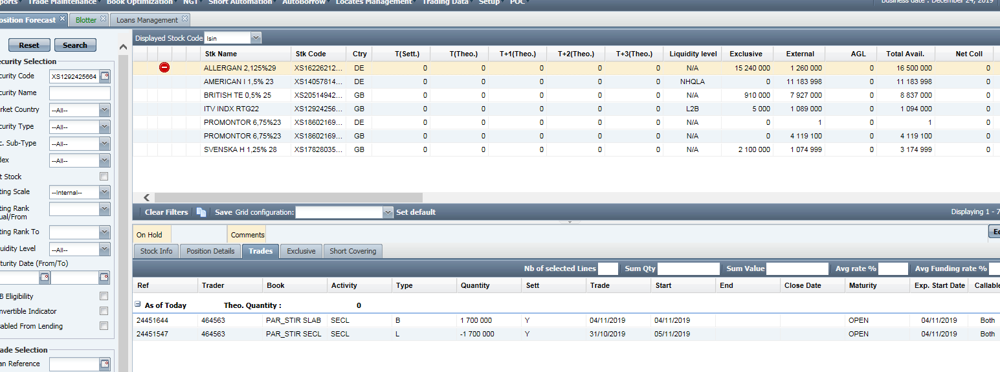 ports Trade Maintenance Book Optimization NGT Short Automation AutoBorrow Locates Management Trading Data Setup POC business date : December 24, 2019
osition Forecast Blotter Loans Management
Reset Search
Displayed Stock Code Isin
ecurity Selection
curity Code XS1292425664
curity Name
rket Country --All--
curity Type --All--
c. Sub-Type --All--
dex --All--
t Stock
ting Scale --Internal--
ting Rank
ual/From
ting Rank To
uidity Level --All--
turity Date (From/To)
B Eligibility
nvertible Indicator
sabled From Lending
ade Selection
an Reference
Stk Name Stk Code Ctry T(Sett.) T(Theo.) T+1(Theo.) T+2(Theo.) T+3(Theo.) Liquidity level Exclusive External AGL Total Avail. Net Coll
ALLERGAN 2,125%29 XS16226212... DE 0 0 0 0 0 N/A 15 240 000 1 260 000 0 16 500 000 0
AMERICAN I 1,5% 23 XS14057814... DE 0 0 0 0 0 NHQLA 0 11 183 998 0 11 183 998 0
BRITISH TE 0,5% 25 XS20514942... GB 0 0 0 0 0 N/A 910 000 7 927 000 0 8 837 000 0
ITV INDX RTG22 XS12924256... GB 0 0 0 0 0 L2B 5 000 1 089 000 0 1 094 000 0
PROMONTOR 6,75%23 XS18602169... DE 0 0 0 0 0 N/A 0 1 0 1 0
PROMONTOR 6,75%23 XS18602169... GB 0 0 0 0 0 N/A 0 4 119 100 0 4 119 100 0
SVENSKA H 1,25% 28 XS17828035... GB 0 0 0 0 0 N/A 2 100 000 1 074 999 0 3 174 999 0
Clear Filters Save Grid configuration: Set default Displaying 1 - 7
On Hold Comments
Stock Info Position Details Trades Exclusive Short Covering
Nb of selected Lines Sum Qty Sum Value Avg rate % Avg Funding rate %
Ref Trader Book Activity Type Quantity Sett Trade Start End Close Date Maturity Exp. Start Date Callable
As of Today Theo. Quantity : 0
24451644 464563 PAR_STIR SLAB SECL B 1 700 000 Y 04/11/2019 04/11/2019 OPEN 04/11/2019 Both
24451547 464563 PAR_STIR SECL SECL L -1 700 000 Y 31/10/2019 05/11/2019 OPEN 04/11/2019 Both